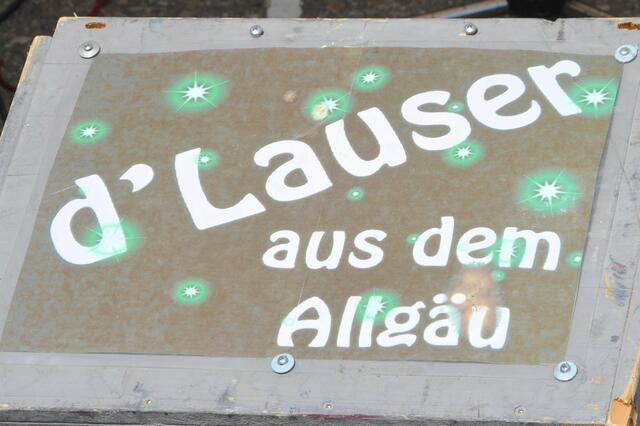 d'Lauser
aus dem
Allgäu